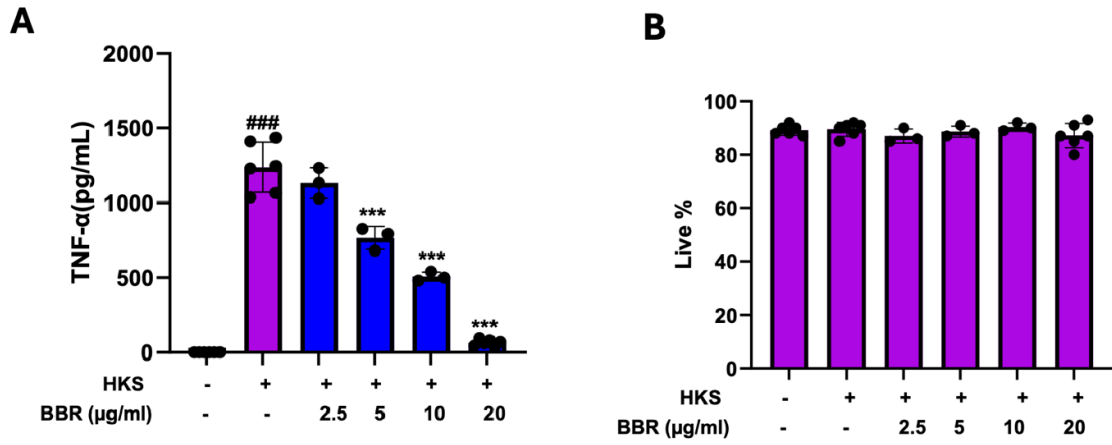 A
2000
1500
1000
500
0
TNF-α(pg/mL)
###
***
***
***
HKS - + + + + +
BBR (µg/ml) - - 2.5 5 10 20
B
100
80
60
40
20
0
Live %
HKS - + + + + +
BBR (µg/ml) - - 2.5 5 10 20